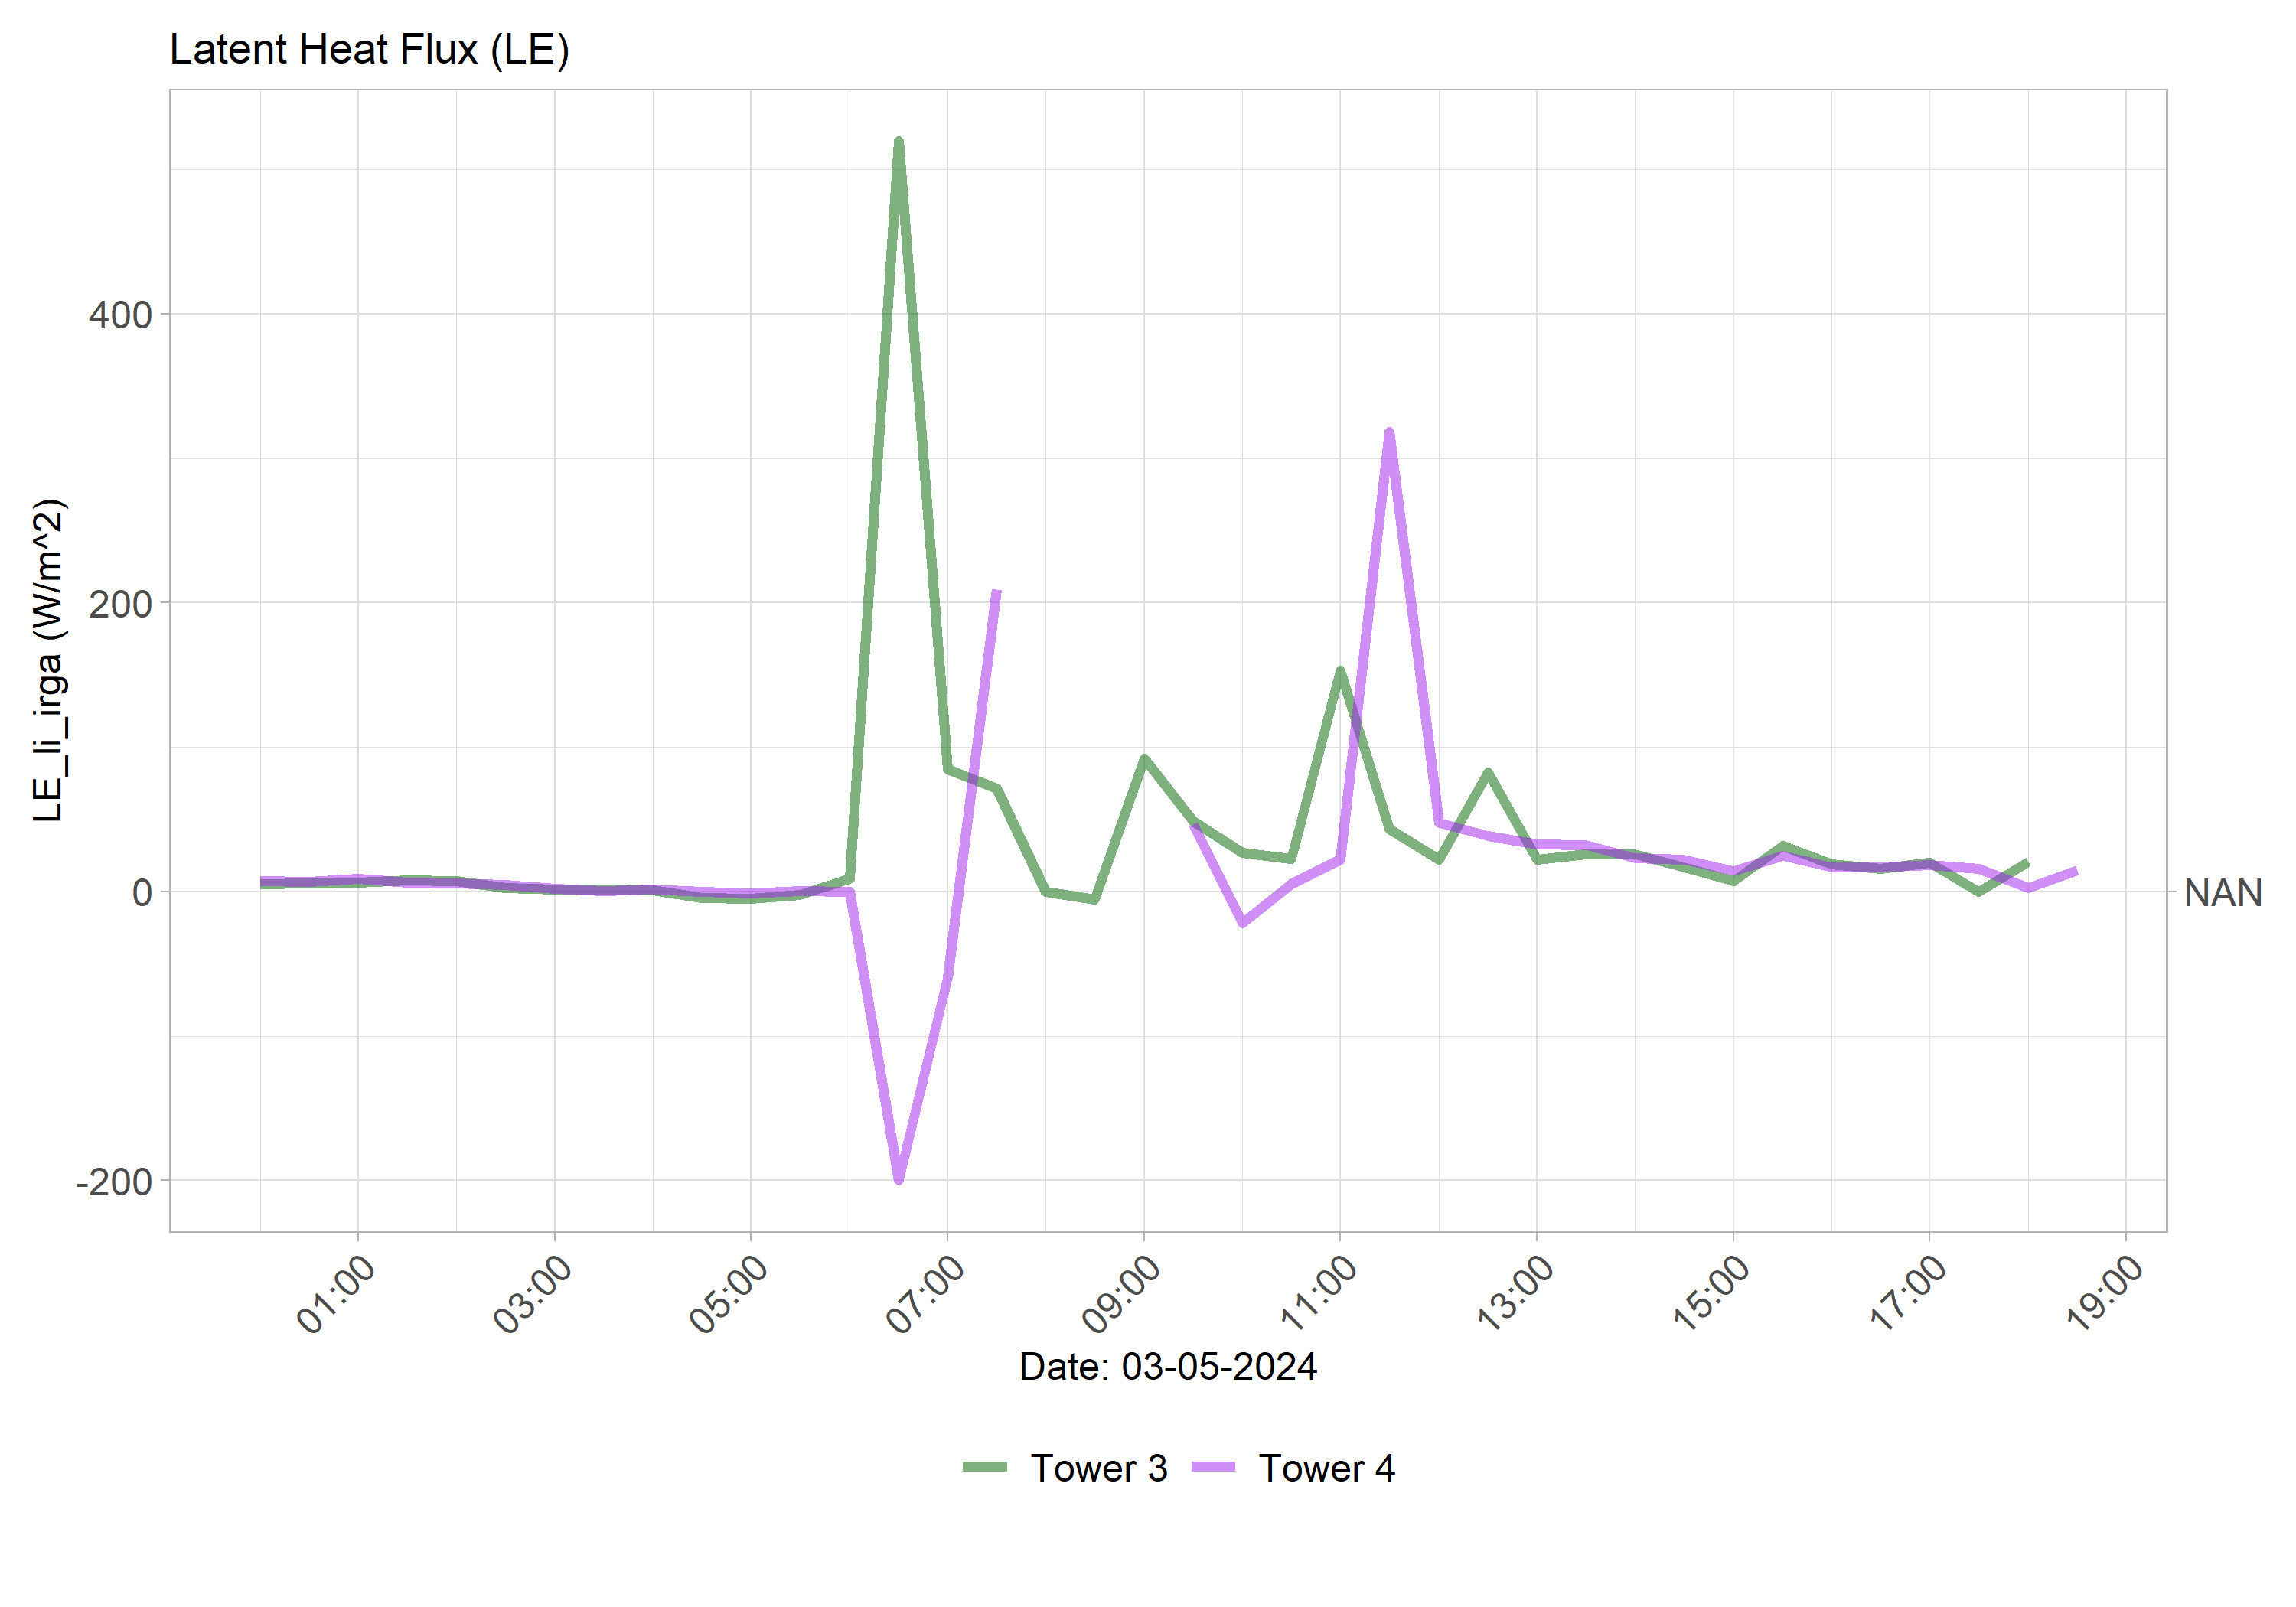 Latent Heat Flux (LE)
LE_li_irga (W/m^2)
400
200
0
-200
NAN
01:00
03:00
05:00
07:00
09:00
11:00
13:00
15:00
17:00
19:00
Date: 03-05-2024
Tower 3
Tower 4